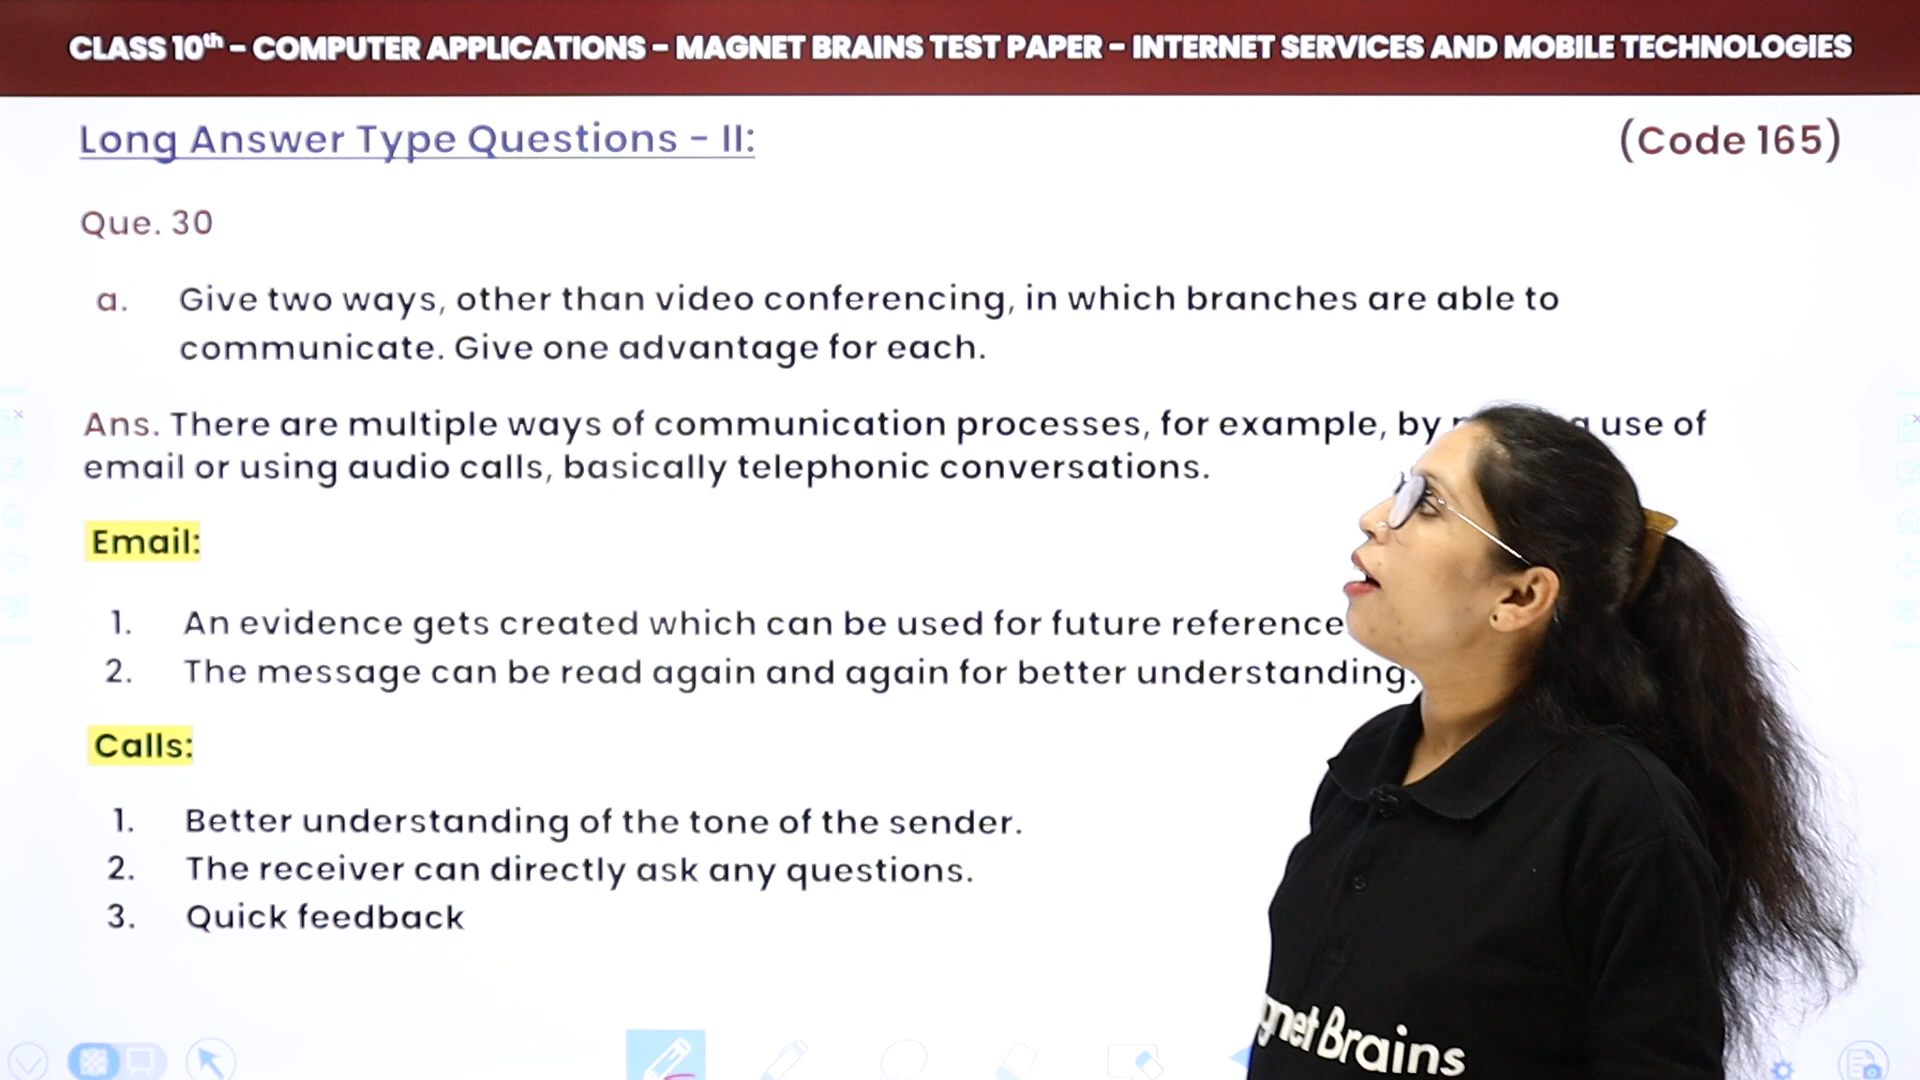 CLASS 10th – COMPUTER APPLICATIONS – MAGNET BRAINS TEST PAPER – INTERNET SERVICES AND MOBILE TECHNOLOGIES
Long Answer Type Questions – II:
(Code 165)
Que. 30
a. Give two ways, other than video conferencing, in which branches are able to
communicate. Give one advantage for each.
Ans. There are multiple ways of communication processes, for example, by use of
email or using audio calls, basically telephonic conversations.
Email:
1. An evidence gets created which can be used for future reference
2. The message can be read again and again for better understanding.
Calls:
1. Better understanding of the tone of the sender.
2. The receiver can directly ask any questions.
3. Quick feedback
Brains